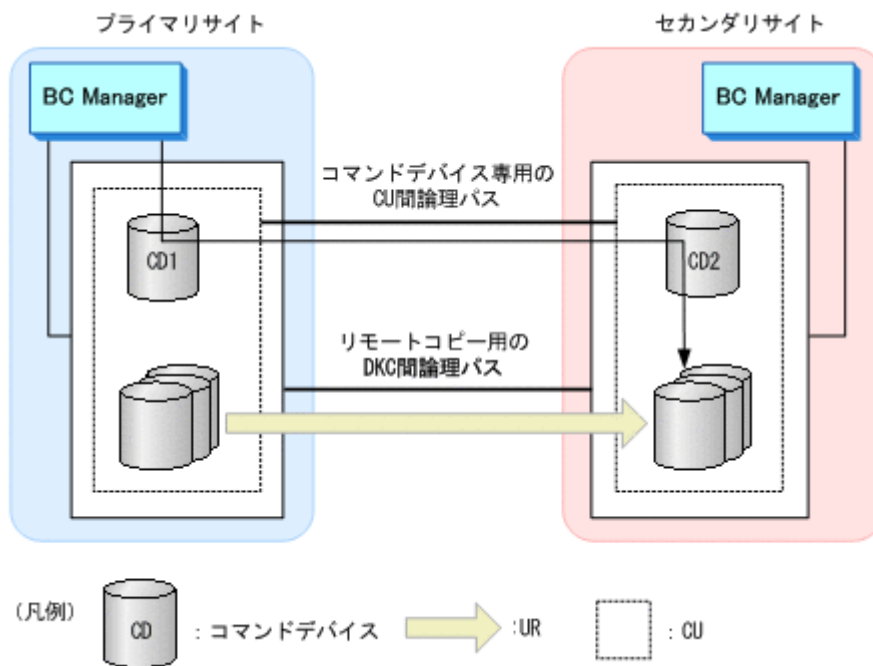 プライマリサイト
セカンダリサイト
BC Manager
BC Manager
コマンドデバイス専用の
CU間論理パス
CD1
CD2
リモートコピー用の
DKC間論理パス
(凡例)
CD
：コマンドデバイス
:UR
：CU